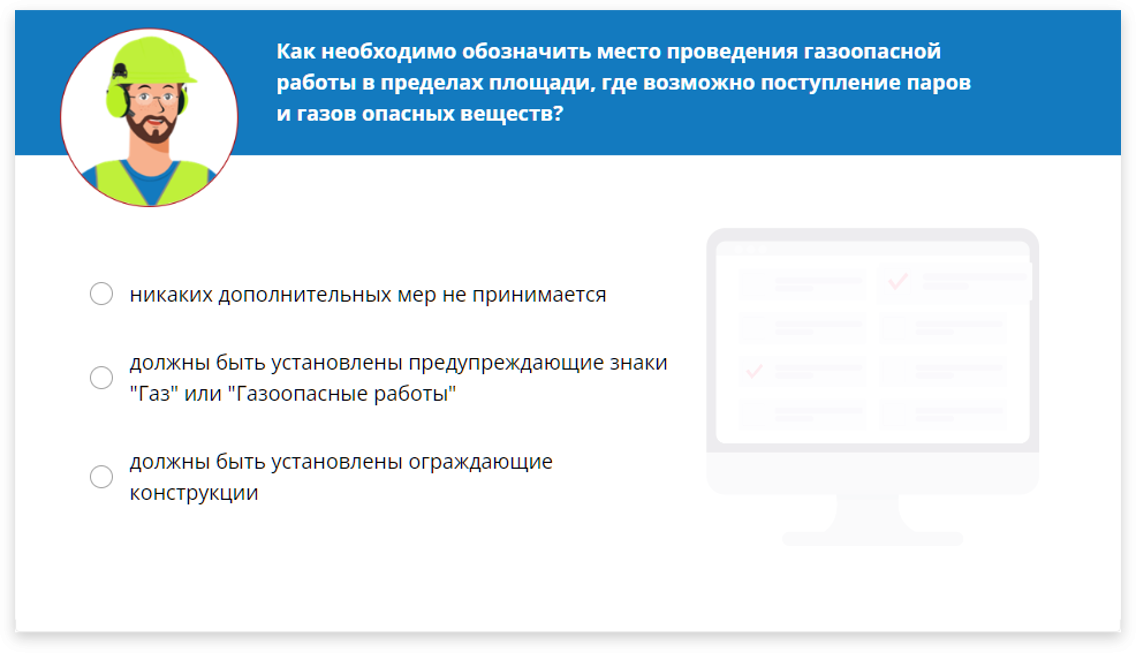 Как необходимо обозначить место проведения газоопасной
работы в пределах площади, где возможно поступление паров
и газов опасных веществ?
никаких дополнительных мер не принимается
должны быть установлены предупреждающие знаки
"Газ" или "Газоопасные работы"
должны быть установлены ограждающие
конструкции